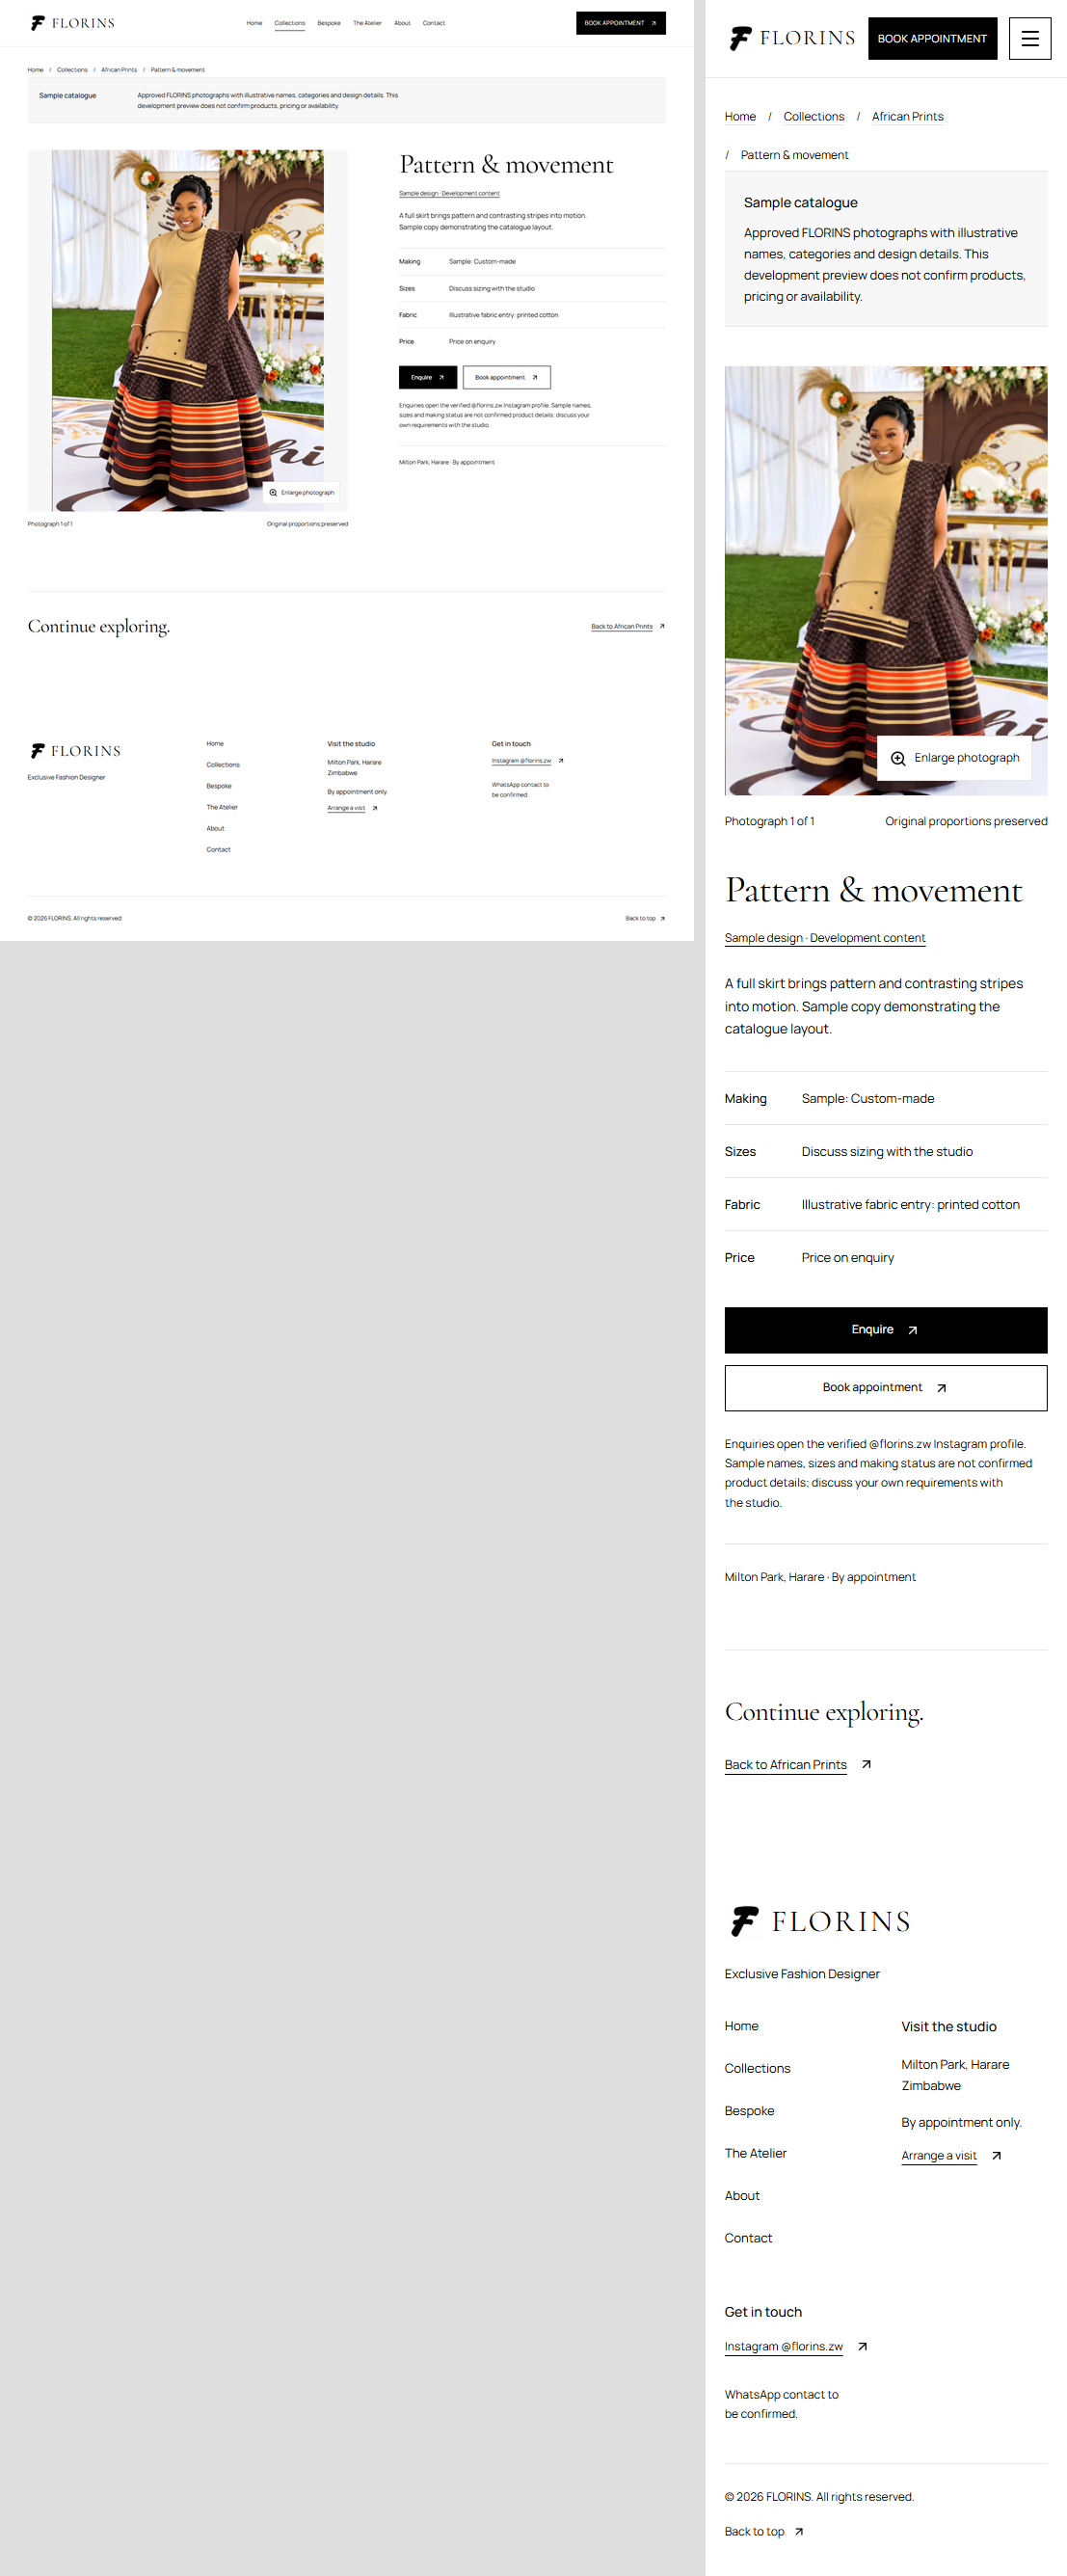 FLORINS
Home Collections Bespoke The Atelier About Contact
BOOK APPOINTMENT
Home / Collections / African Prints / Pattern & movement
Sample catalogue
Approved FLORINS photographs with illustrative names, categories and design details. This
development preview does not confirm products, pricing or availability.
Enlarge photograph
Photograph 1 of 1
Original proportions preserved
Pattern & movement
Sample design · Development content
A full skirt brings pattern and contrasting stripes into motion.
Sample copy demonstrating the catalogue layout.
Making Sample: Custom-made
Sizes Discuss sizing with the studio
Fabric Illustrative fabric entry: printed cotton
Price Price on enquiry
Enquire
Book appointment
Enquiries open the verified @florins.zw Instagram profile. Sample names,
sizes and making status are not confirmed product details; discuss your
own requirements with the studio.
Milton Park, Harare · By appointment
Continue exploring.
Back to African Prints
FLORINS
Exclusive Fashion Designer
Home
Collections
Bespoke
The Atelier
About
Contact
Visit the studio
Milton Park, Harare
Zimbabwe
By appointment only.
Arrange a visit
Get in touch
Instagram @florins.zw
WhatsApp contact to
be confirmed.
© 2026 FLORINS. All rights reserved.
Back to top
FLORINS
BOOK APPOINTMENT
Home / Collections / African Prints
/ Pattern & movement
Sample catalogue
Approved FLORINS photographs with illustrative
names, categories and design details. This
development preview does not confirm products,
pricing or availability.
Enlarge photograph
Photograph 1 of 1
Original proportions preserved
Pattern & movement
Sample design · Development content
A full skirt brings pattern and contrasting stripes
into motion. Sample copy demonstrating the
catalogue layout.
Making Sample: Custom-made
Sizes Discuss sizing with the studio
Fabric Illustrative fabric entry: printed cotton
Price Price on enquiry
Enquire
Book appointment
Enquiries open the verified @florins.zw Instagram profile.
Sample names, sizes and making status are not confirmed
product details; discuss your own requirements with
the studio.
Milton Park, Harare · By appointment
Continue exploring.
Back to African Prints
FLORINS
Exclusive Fashion Designer
Home
Collections
Bespoke
The Atelier
About
Contact
Visit the studio
Milton Park, Harare
Zimbabwe
By appointment only.
Arrange a visit
Get in touch
Instagram @florins.zw
WhatsApp contact to
be confirmed.
© 2026 FLORINS. All rights reserved.
Back to top